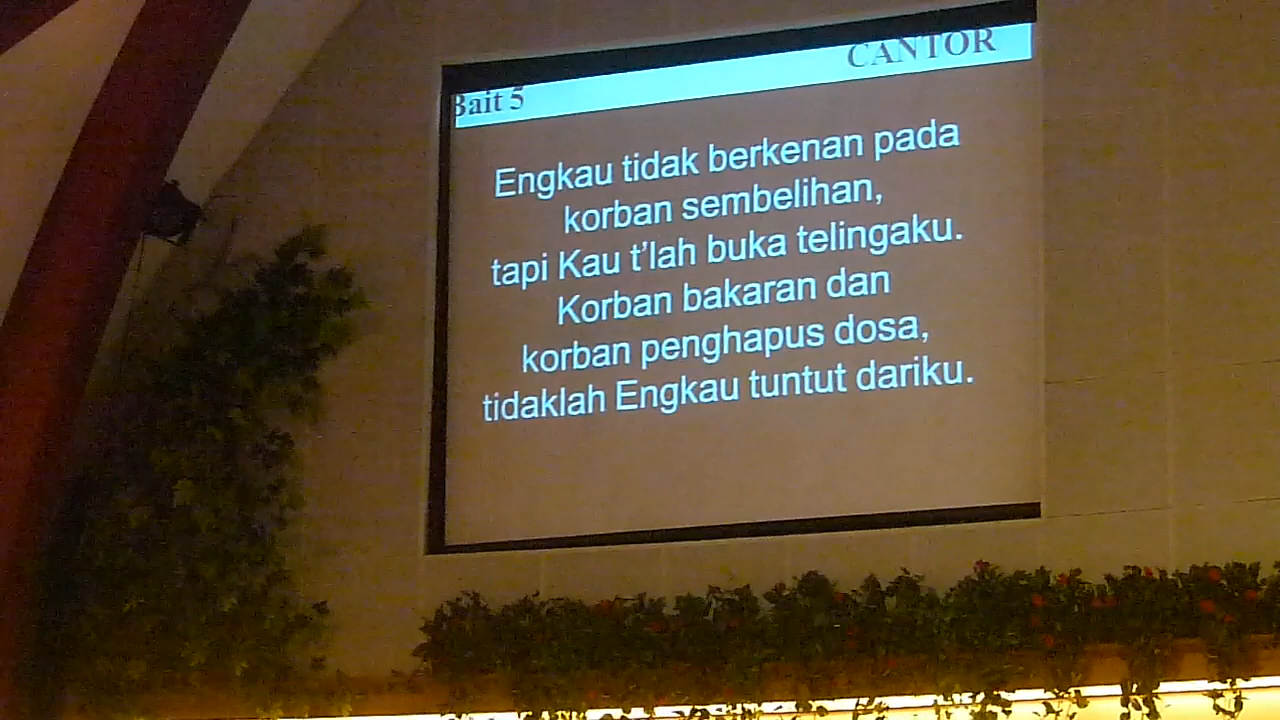 Bait 5 CANTOR
Engkau tidak berkenan pada
korban sembelihan,
tapi Kau t'lah buka telingaku.
Korban bakaran dan
korban penghapus dosa,
tidaklah Engkau tuntut dariku.